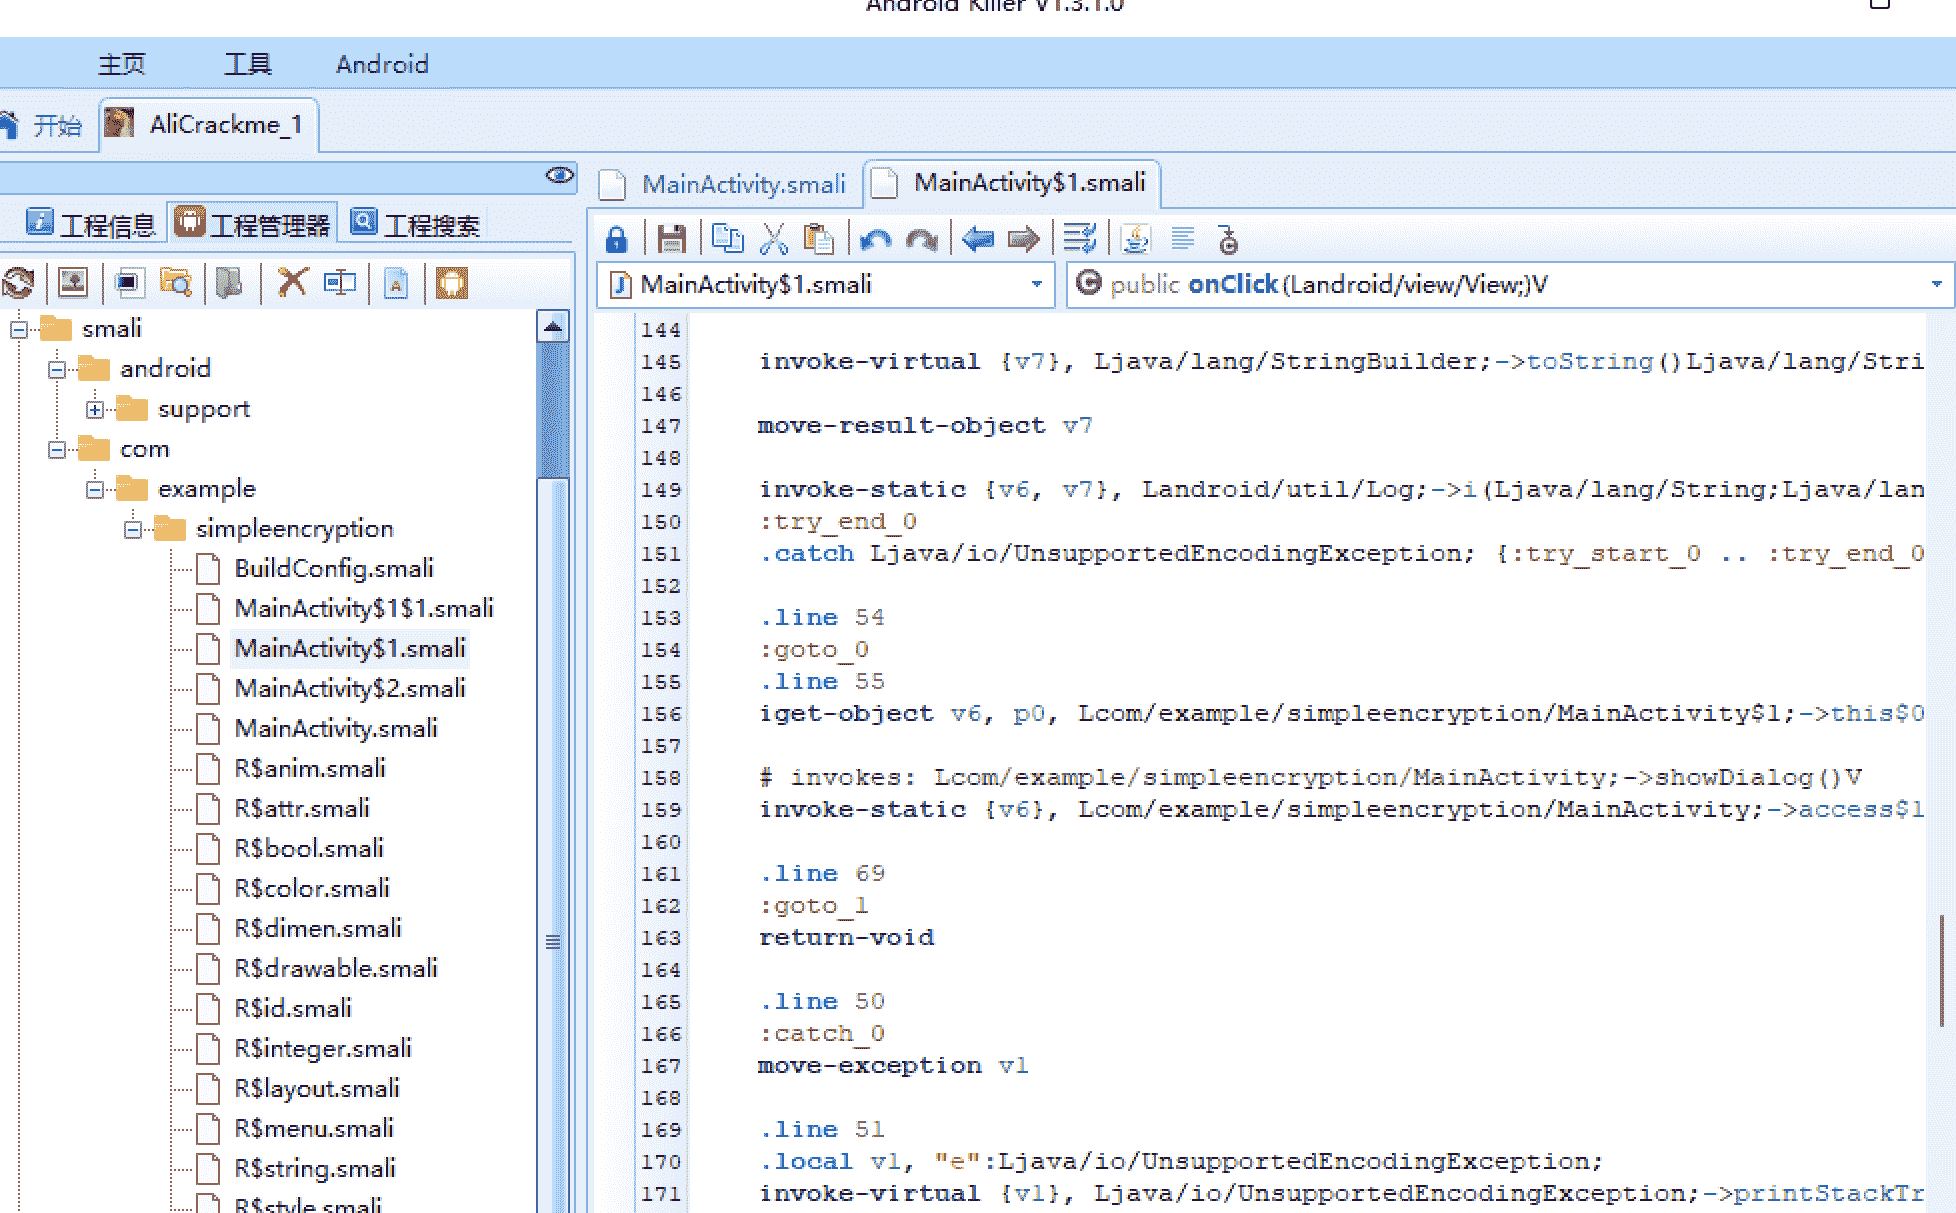 Android Killer V1.3.1.0
主页 工具 Android
开始 AliCrackme_1
MainActivity.smali MainActivity$1.smali
工程信息 工程管理器 工程搜索
MainActivity$1.smali public onClick(Landroid/view/View;)V
smali
android
support
com
example
simpleencryption
BuildConfig.smali
MainActivity$1$1.smali
MainActivity$1.smali
MainActivity$2.smali
MainActivity.smali
R$anim.smali
R$attr.smali
R$bool.smali
R$color.smali
R$dimen.smali
R$drawable.smali
R$id.smali
R$integer.smali
R$layout.smali
R$menu.smali
R$string.smali
R$style.smali
144
145 invoke-virtual {v7}, Ljava/lang/StringBuilder;->toString()Ljava/lang/Stri
146
147 move-result-object v7
148
149 invoke-static {v6, v7}, Landroid/util/Log;->i(Ljava/lang/String;Ljava/lan
150 :try_end_0
151 .catch Ljava/io/UnsupportedEncodingException; {:try_start_0 .. :try_end_0
152
153 .line 54
154 :goto_0
155 .line 55
156 iget-object v6, p0, Lcom/example/simpleencryption/MainActivity$1;->this$0
157
158 # invokes: Lcom/example/simpleencryption/MainActivity;->showDialog()V
159 invoke-static {v6}, Lcom/example/simpleencryption/MainActivity;->access$1
160
161 .line 69
162 :goto_1
163 return-void
164
165 .line 50
166 :catch_0
167 move-exception v1
168
169 .line 51
170 .local v1, "e":Ljava/io/UnsupportedEncodingException;
171 invoke-virtual {v1}, Ljava/io/UnsupportedEncodingException;->printStackTr